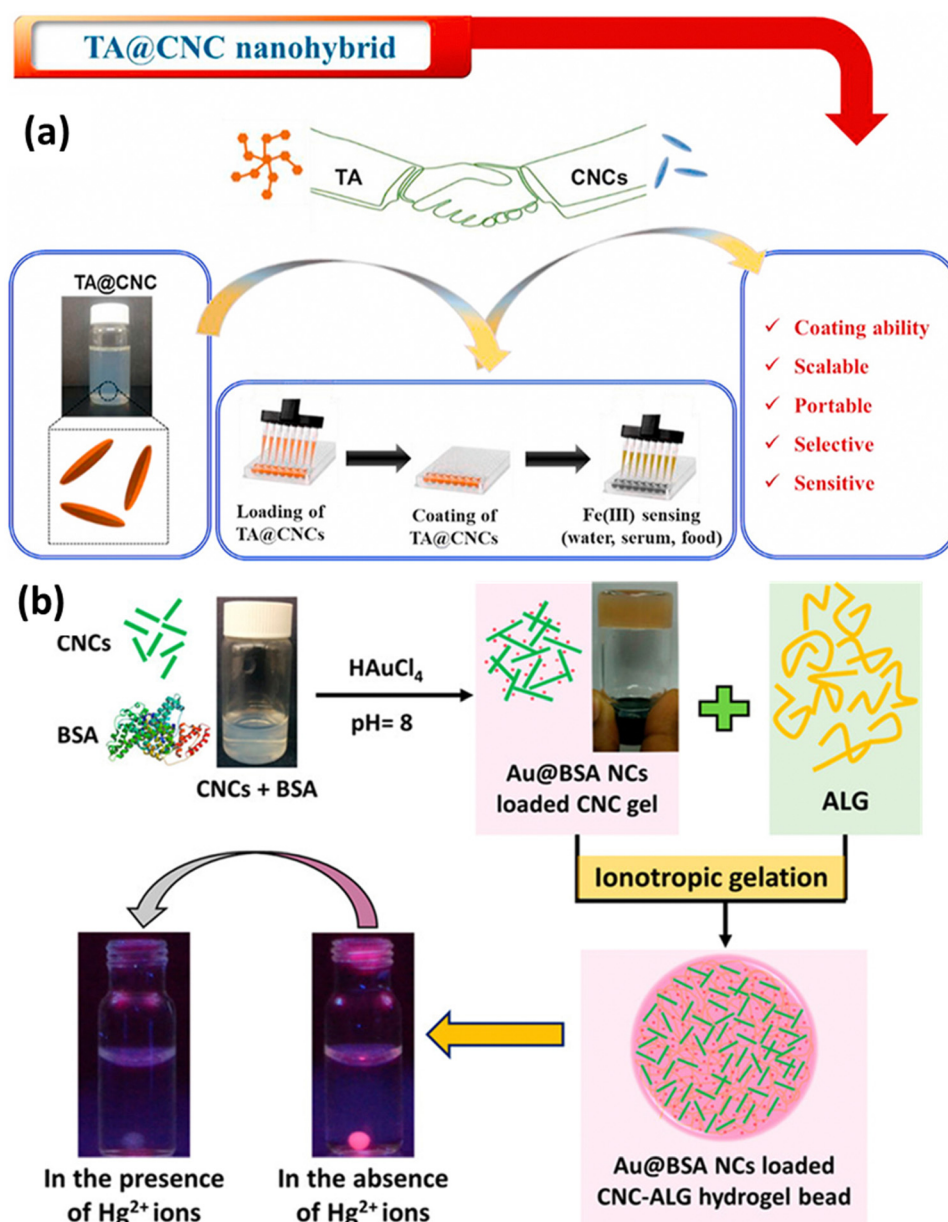 TA@CNC nanohybrid
(a)
TA
CNCs
TA@CNC
Loading of
TA@CNCs
Coating of
TA@CNCs
Fe(III) sensing
(water, serum, food)
✓ Coating ability
✓ Scalable
✓ Portable
✓ Selective
✓ Sensitive
(b)
CNCs
BSA
CNCs + BSA
HAuCl₄
pH= 8
Au@BSA NCs
loaded CNC gel
ALG
Ionotropic gelation
Au@BSA NCs loaded
CNC-ALG hydrogel bead
In the absence
of Hg²⁺ ions
In the presence
of Hg²⁺ ions